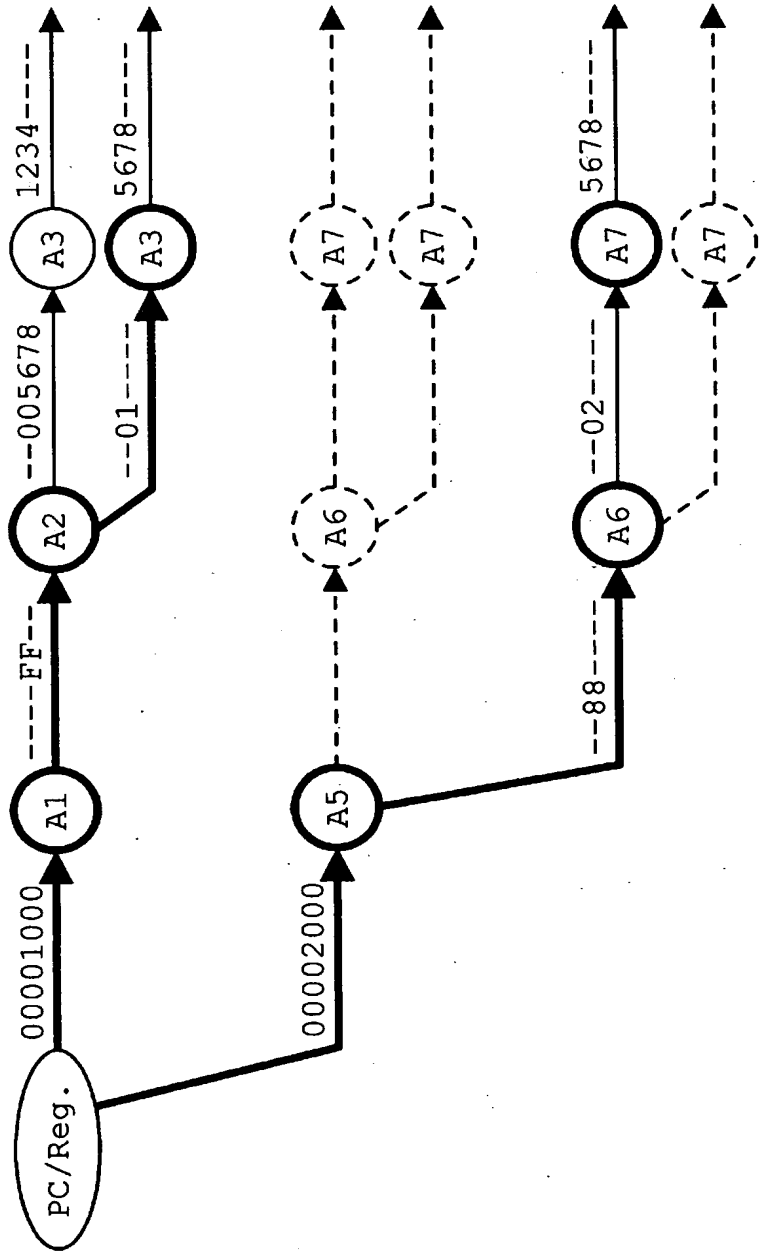 PC/Reg.
00001000
A1
----FF--
A2
--005678
A3
1234----
--01----
A3
5678----
00002000
A5
A6
A7
A7
--88----
A6
--02----
A7
5678----
A7